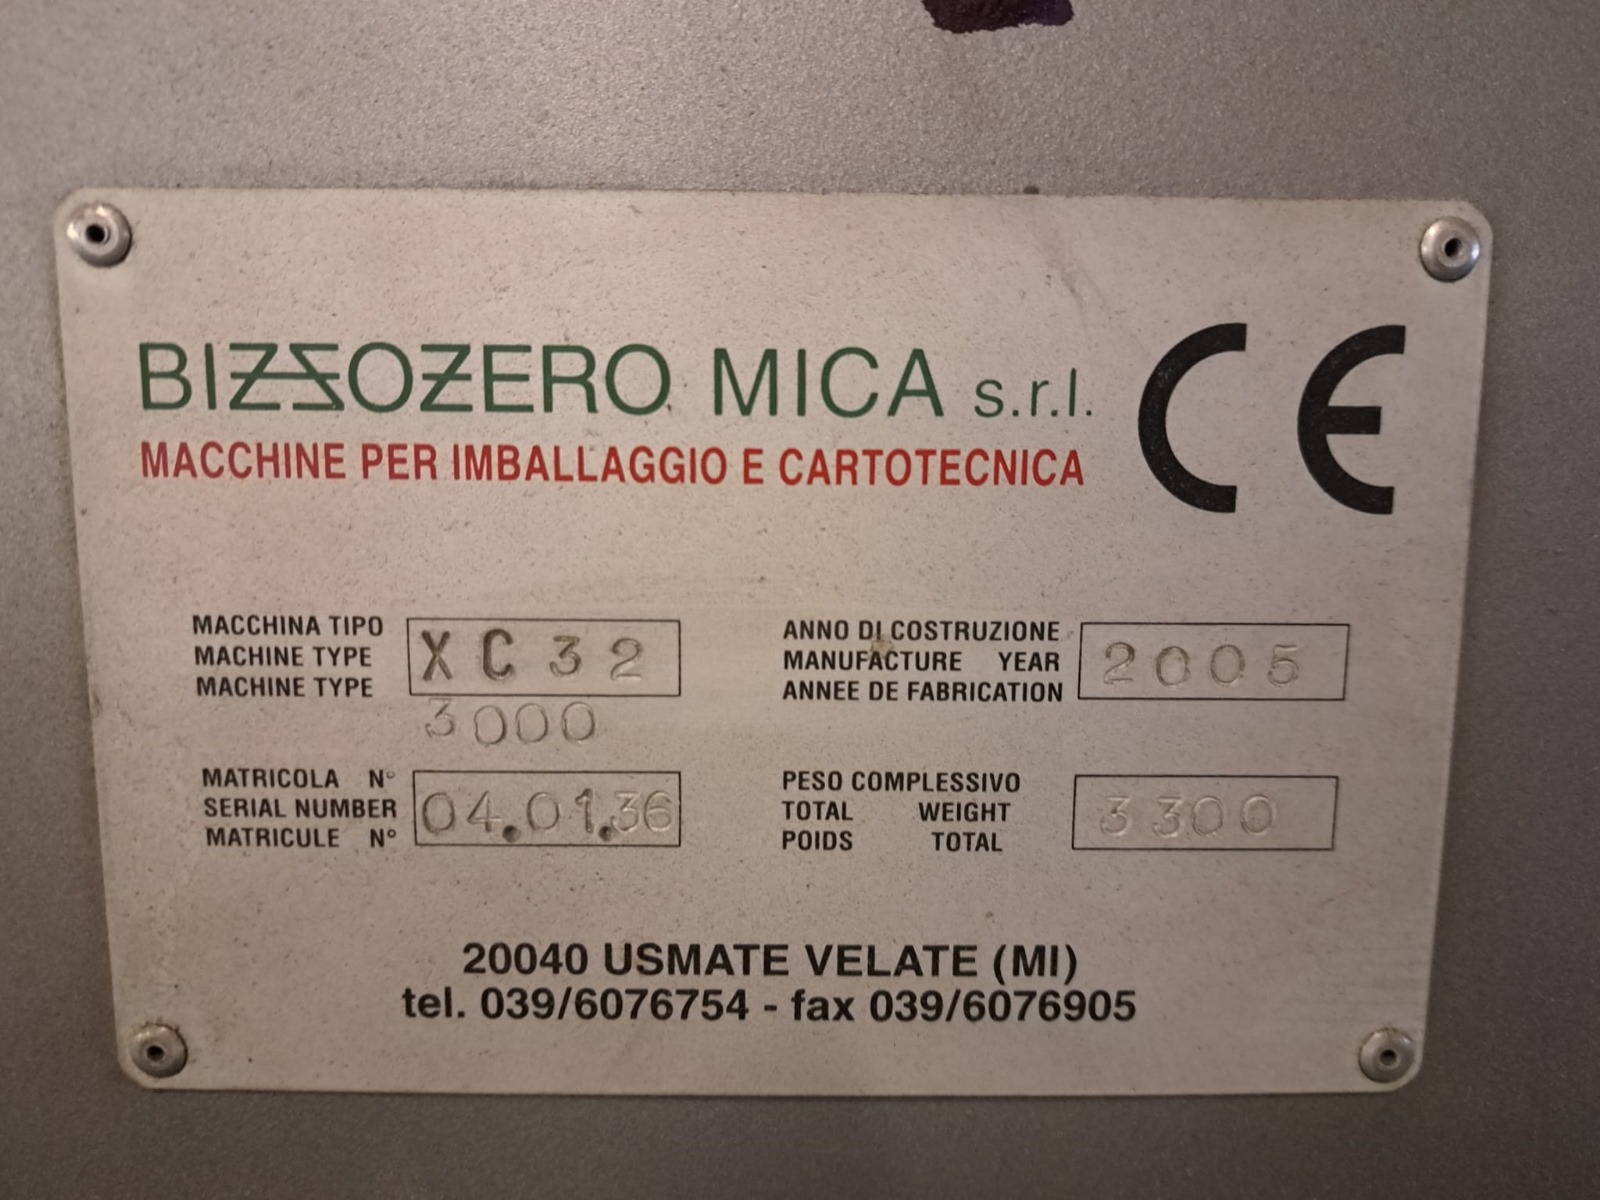 BIZZOZERO MICA s.r.l.
CE
MACCHINE PER IMBALLAGGIO E CARTOTECNICA
MACCHINA TIPO
MACHINE TYPE
MACHINE TYPE
XC32
3000
ANNO DI COSTRUZIONE
MANUFACTURE YEAR
ANNEE DE FABRICATION
2005
MATRICOLA N°
SERIAL NUMBER
MATRICULE N°
04.01.36
PESO COMPLESSIVO
TOTAL WEIGHT
POIDS TOTAL
3300
20040 USMATE VELATE (MI)
tel. 039/6076754 - fax 039/6076905